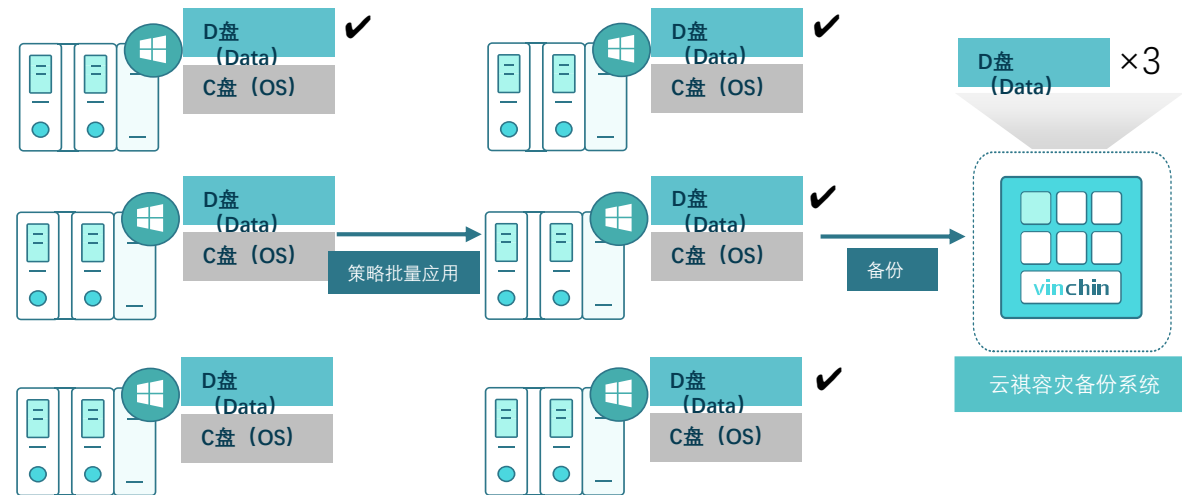 D盘
（Data）
C盘（OS）
✔
D盘
（Data）
C盘（OS）
✔
D盘
（Data）
×3
D盘
（Data）
C盘（OS）
策略批量应用
D盘
（Data）
C盘（OS）
✔
备份
vinchin
D盘
（Data）
C盘（OS）
D盘
（Data）
C盘（OS）
✔
云祺容灾备份系统